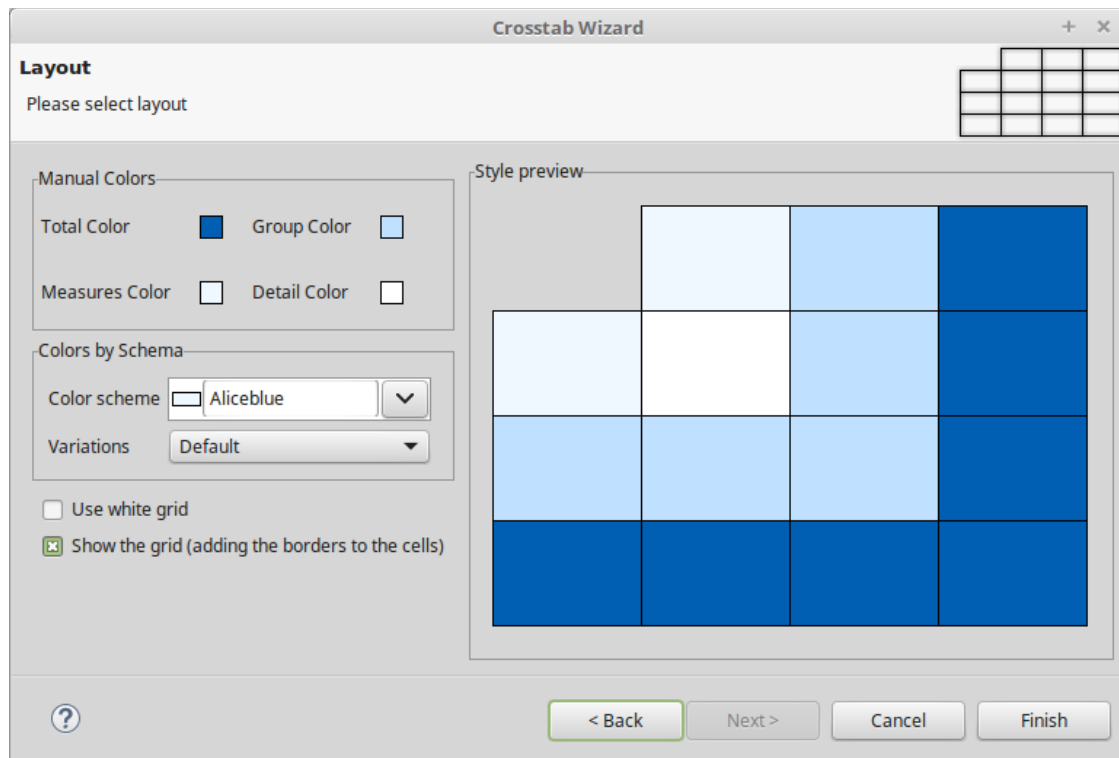 Crosstab Wizard
Layout
Please select layout
Manual Colors
Total Color Group Color
Measures Color Detail Color
Colors by Schema
Color scheme Aliceblue
Variations Default
Use white grid
Show the grid (adding the borders to the cells)
Style preview
? < Back Next > Cancel Finish